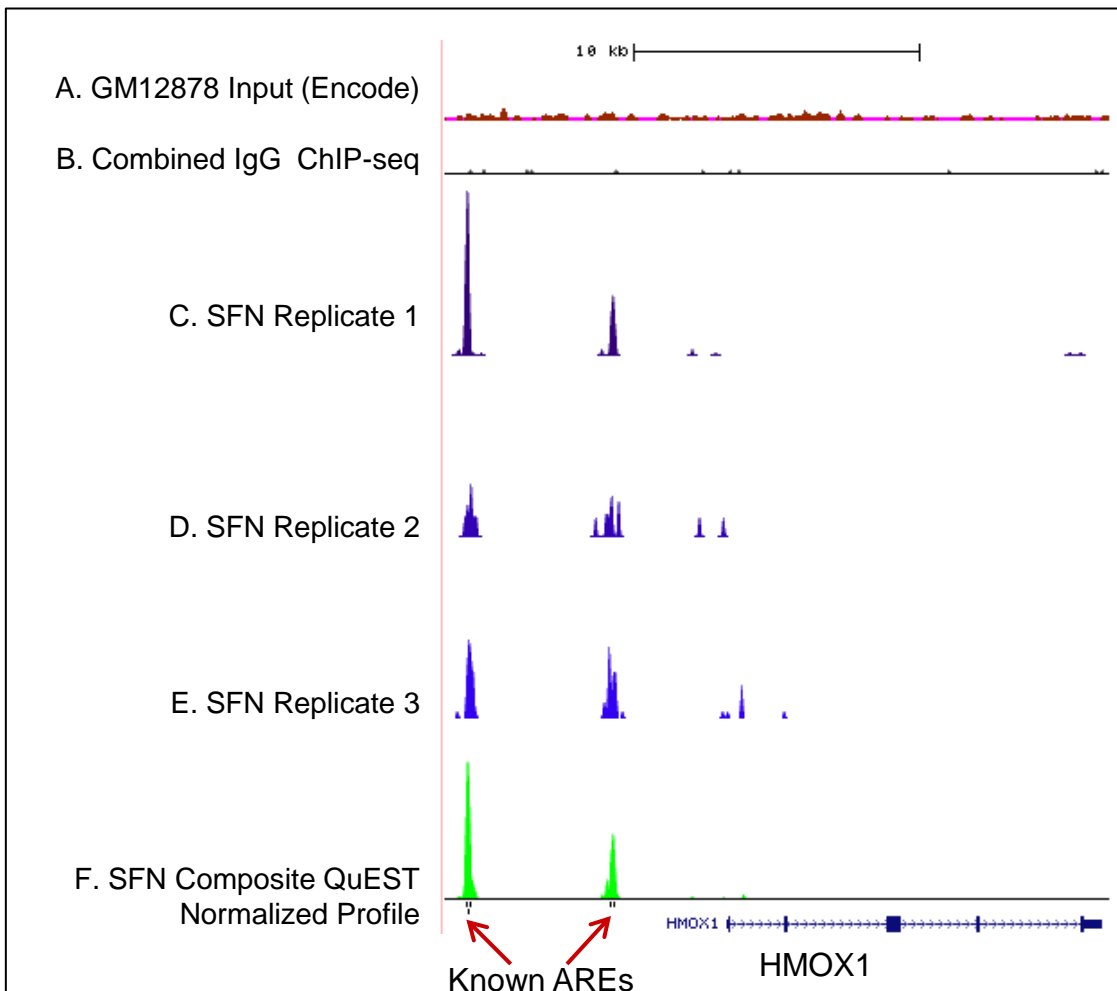 10 kb
A. GM12878 Input (Encode)
B. Combined IgG ChIP-seq
C. SFN Replicate 1
D. SFN Replicate 2
E. SFN Replicate 3
F. SFN Composite QuEST
Normalized Profile
HMOX1
Known AREs
HMOX1